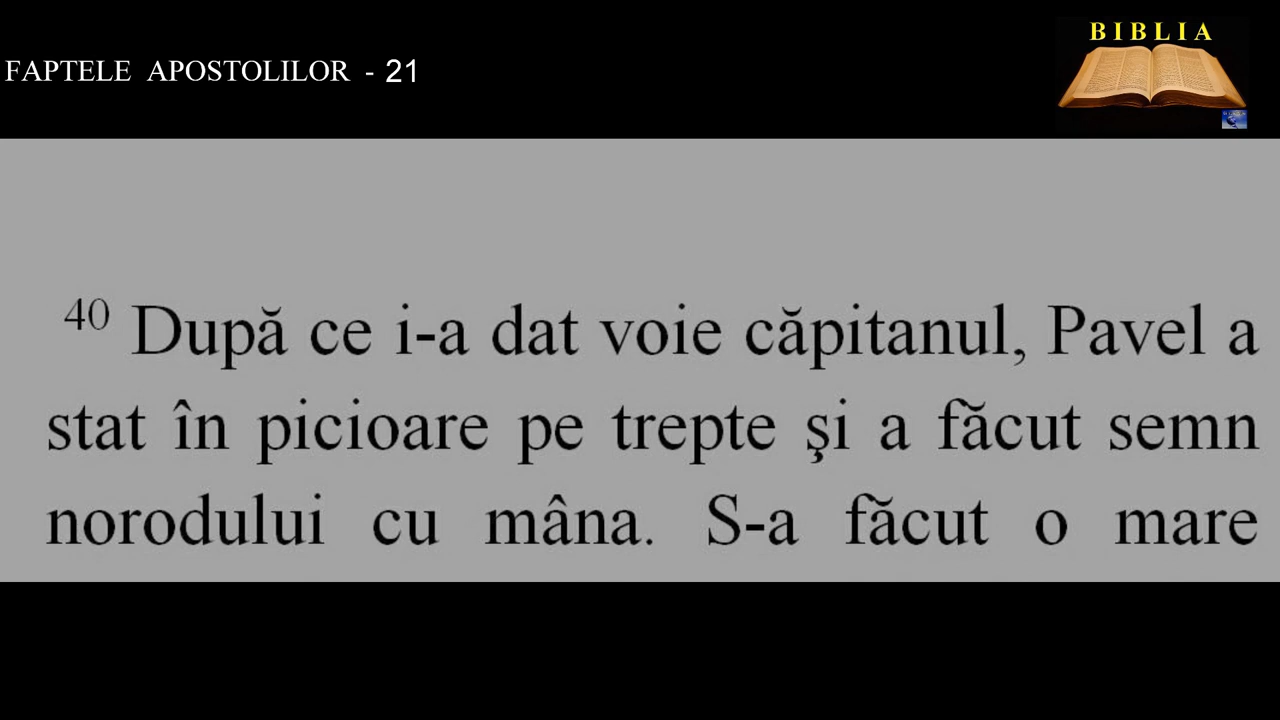 BIBLIA
FAPTELE APOSTOLILOR - 21
40 După ce i-a dat voie căpitanul, Pavel a
stat în picioare pe trepte şi a făcut semn
norodului cu mâna. S-a făcut o mare